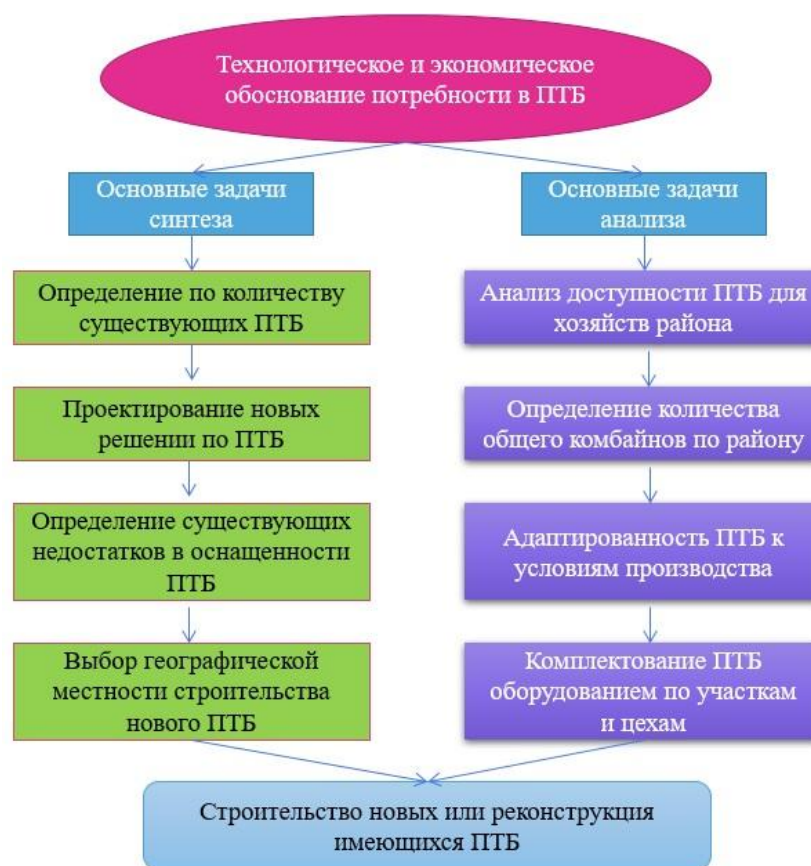 Технологическое и экономическое
обоснование потребности в ПТБ
Основные задачи
синтеза
Основные задачи
анализа
Определение по количеству
существующих ПТБ
Анализ доступности ПТБ для
хозяйств района
Проектирование новых
решении по ПТБ
Определение количества
общего комбайнов по району
Определение существующих
недостатков в оснащенности
ПТБ
Адаптированность ПТБ к
условиям производства
Выбор географической
местности строительства
нового ПТБ
Комплектование ПТБ
оборудованием по участкам
и цехам
Строительство новых или реконструкция
имеющихся ПТБ